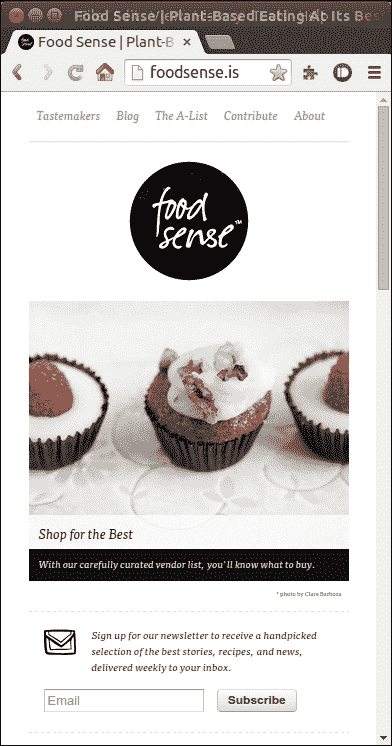 Food Sense | Plant-Based Eating At Its Bes
Food Sense | Plant-B
foodsense.is
Tastemakers Blog The A-List Contribute About
food
sense™
Shop for the Best
With our carefully curated vendor list, you'll know what to buy.
* photo by Clare Barboza
Sign up for our newsletter to receive a handpicked
selection of the best stories, recipes, and news,
delivered weekly to your inbox.
Email Subscribe